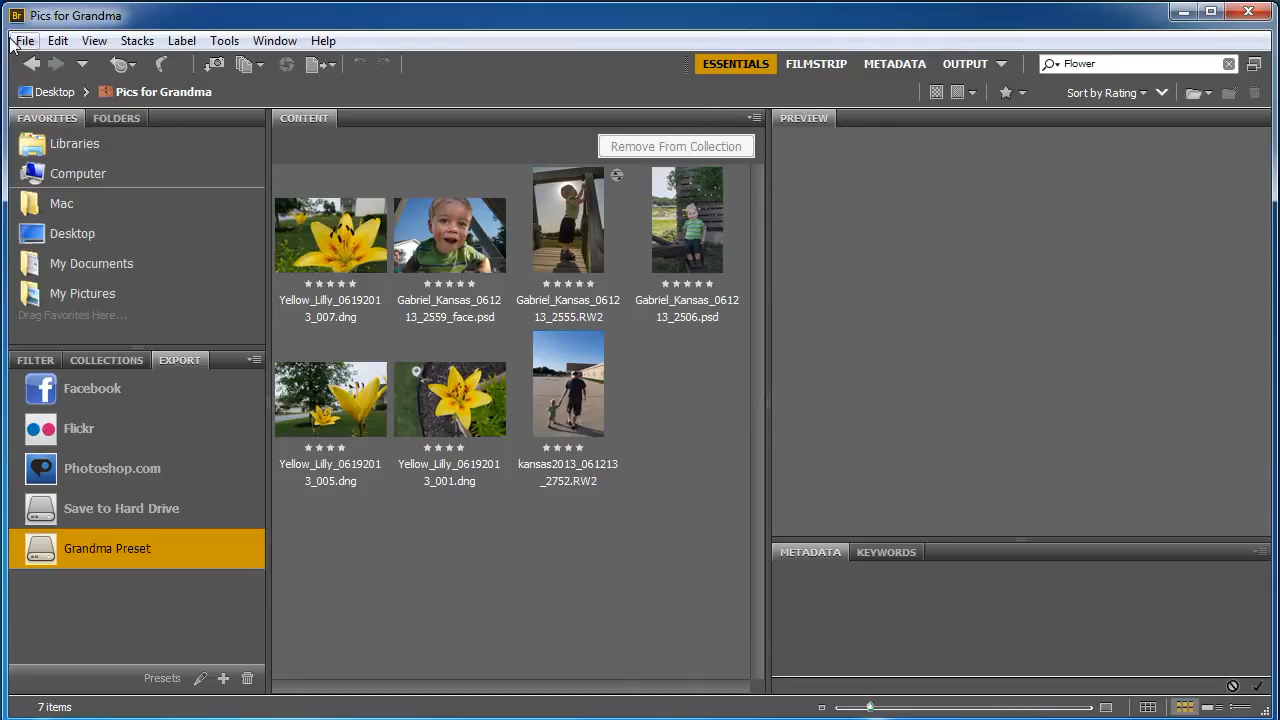 Br Pics for Grandma
File Edit View Stacks Label Tools Window Help
ESSENTIALS FILMSTRIP METADATA OUTPUT Flower
Desktop Pics for Grandma Sort by Rating
FAVORITES FOLDERS CONTENT PREVIEW
Libraries
Computer
Mac
Desktop
My Documents
My Pictures
Drag Favorites Here...
FILTER COLLECTIONS EXPORT
f Facebook
Flickr
Photoshop.com
Save to Hard Drive
Grandma Preset
Presets
Remove From Collection
Yellow_Lilly_0619201
3_007.dng
Gabriel_Kansas_0612
13_2559_face.psd
Gabriel_Kansas_0612
13_2555.RW2
Gabriel_Kansas_0612
13_2506.psd
Yellow_Lilly_0619201
3_005.dng
Yellow_Lilly_0619201
3_001.dng
kansas2013_061213
_2752.RW2
METADATA KEYWORDS
7 items